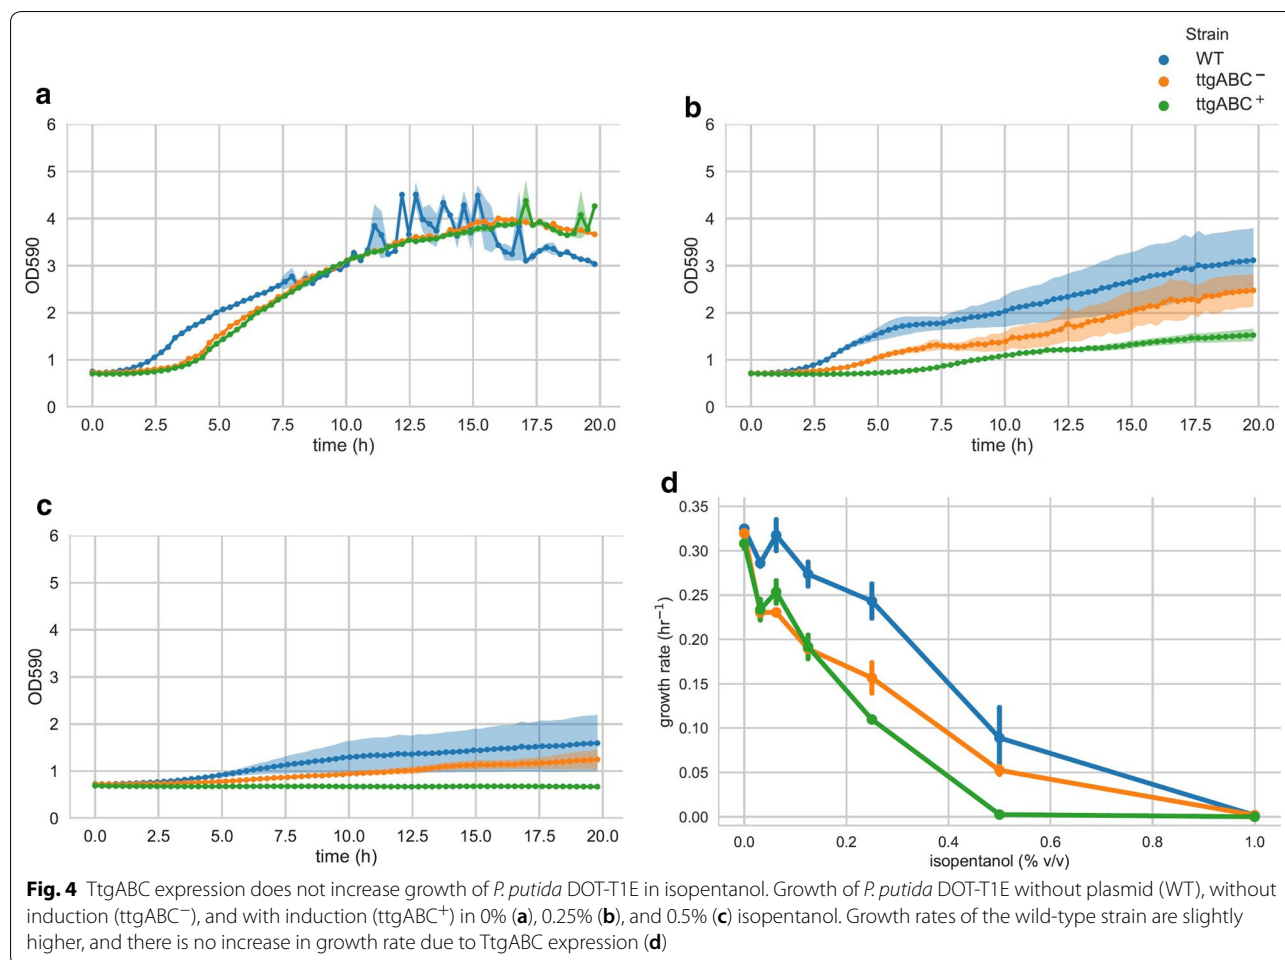 Strain
WT
ttgABC−
ttgABC+
a
6
5
4
3
2
1
0
OD590
0.0 2.5 5.0 7.5 10.0 12.5 15.0 17.5 20.0
time (h)
b
6
5
4
3
2
1
0
OD590
0.0 2.5 5.0 7.5 10.0 12.5 15.0 17.5 20.0
time (h)
c
6
5
4
3
2
1
0
OD590
0.0 2.5 5.0 7.5 10.0 12.5 15.0 17.5 20.0
time (h)
d
0.35
0.30
0.25
0.20
0.15
0.10
0.05
0.00
growth rate (hr−1)
0.0 0.2 0.4 0.6 0.8 1.0
isopentanol (% v/v)
Fig. 4 TtgABC expression does not increase growth of P. putida DOT-T1E in isopentanol. Growth of P. putida DOT-T1E without plasmid (WT), without
induction (ttgABC−), and with induction (ttgABC+) in 0% (a), 0.25% (b), and 0.5% (c) isopentanol. Growth rates of the wild-type strain are slightly
higher, and there is no increase in growth rate due to TtgABC expression (d)